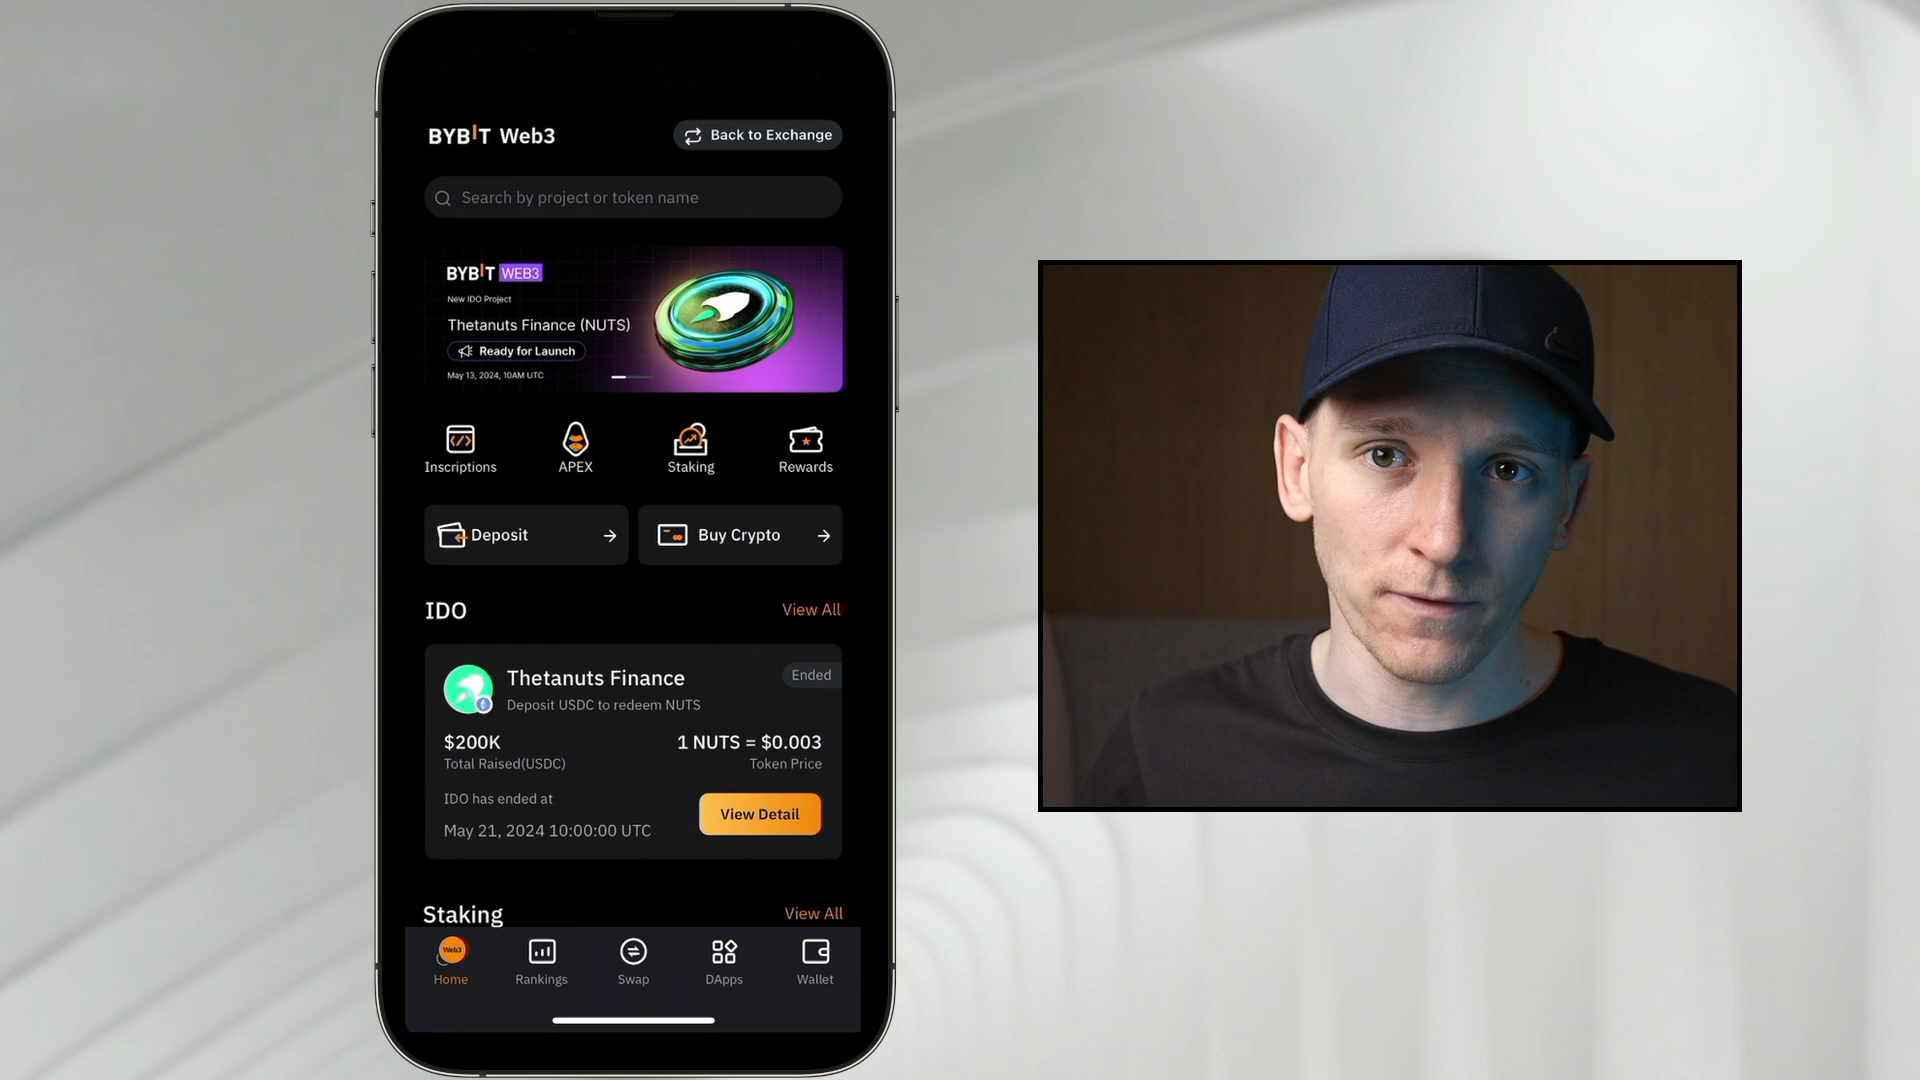 BYBIT Web3
Back to Exchange
Search by project or token name
BYBIT WEB3
New IDO Project
Thetanuts Finance (NUTS)
Ready for Launch
May 13, 2024, 10AM UTC
Inscriptions
APEX
Staking
Rewards
Deposit
Buy Crypto
IDO
View All
Thetanuts Finance
Ended
Deposit USDC to redeem NUTS
$200K
1 NUTS = $0.003
Total Raised(USDC)
Token Price
IDO has ended at
May 21, 2024 10:00:00 UTC
View Detail
Staking
View All
Web3
Home
Rankings
Swap
DApps
Wallet